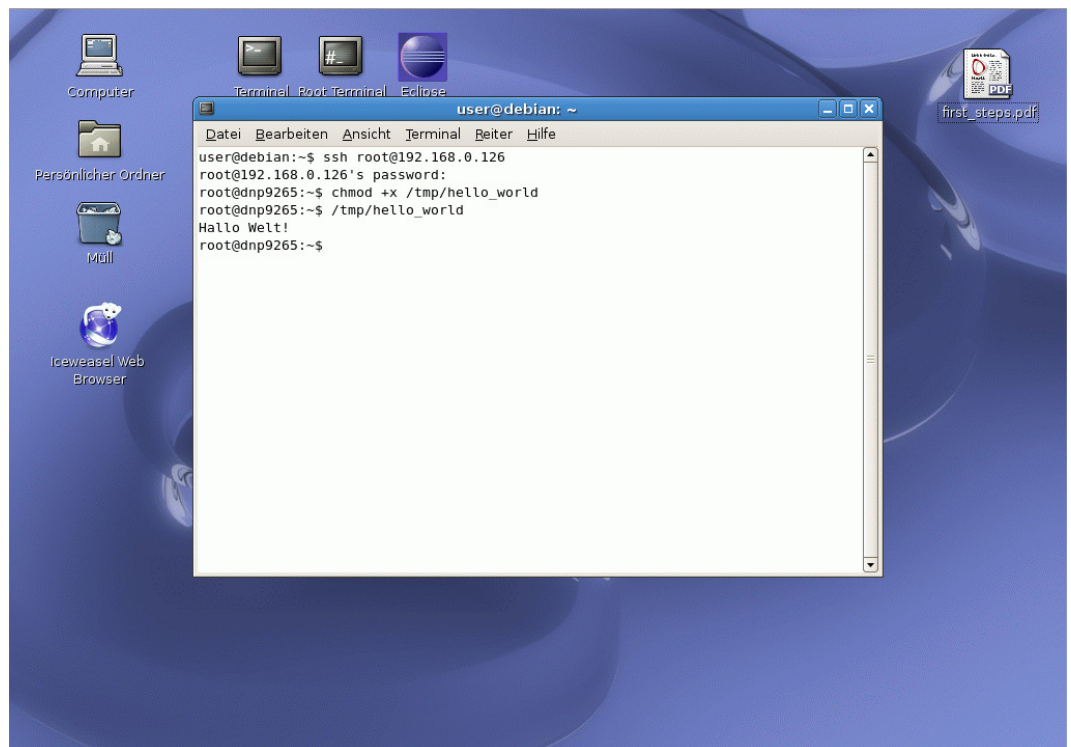 Computer
Terminal
Root Terminal
Eclipse
first_steps.pdf
Persönlicher Ordner
Müll
Iceweasel Web
Browser
user@debian: ~
Datei Bearbeiten Ansicht Terminal Reiter Hilfe
user@debian:~$ ssh root@192.168.0.126
root@192.168.0.126's password:
root@dnp9265:~$ chmod +x /tmp/hello_world
root@dnp9265:~$ /tmp/hello_world
Hallo Welt!
root@dnp9265:~$
>_
#_
PDF